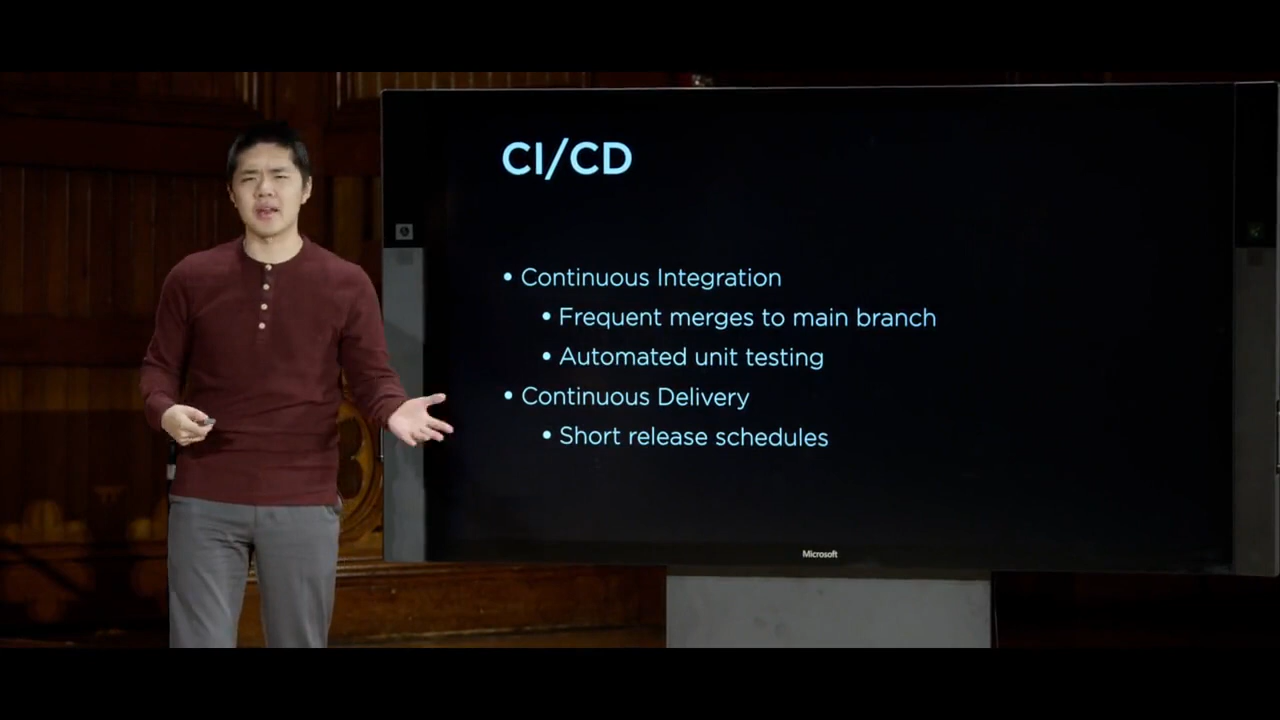 CI/CD
• Continuous Integration
• Frequent merges to main branch
• Automated unit testing
• Continuous Delivery
• Short release schedules
Microsoft